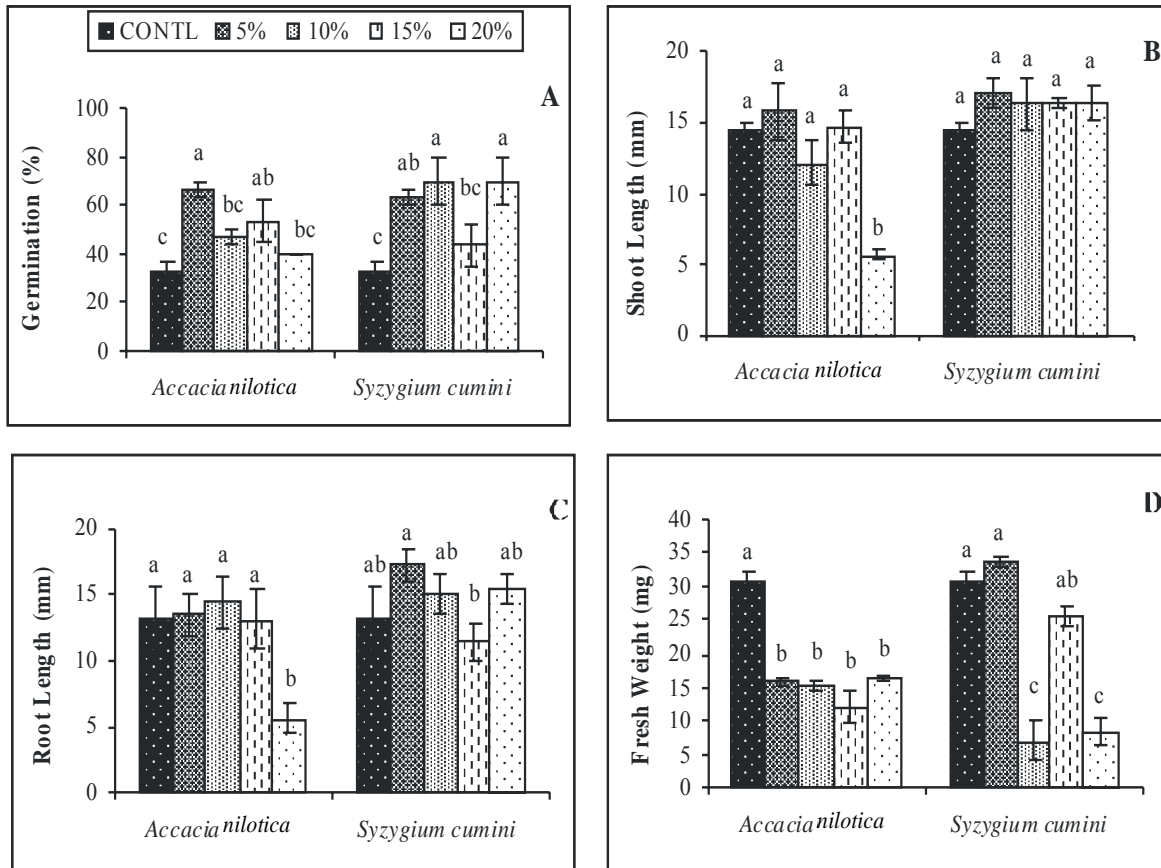 CONTL 5% 10% 15% 20%
A
Germination (%)
100
80
60
40
20
0
c a bc ab bc c ab a bc a
Accacia nilotica Syzygium cumini
B
Shoot Length (mm)
20
15
10
5
0
a a a a b a a a a a
Accacia nilotica Syzygium cumini
C
Root Length (mm)
20
15
10
5
0
a a a a b ab a ab b ab
Accacia nilotica Syzygium cumini
D
Fresh Weight (mg)
40
35
30
25
20
15
10
5
0
a b b b b a a c ab c
Accacia nilotica Syzygium cumini